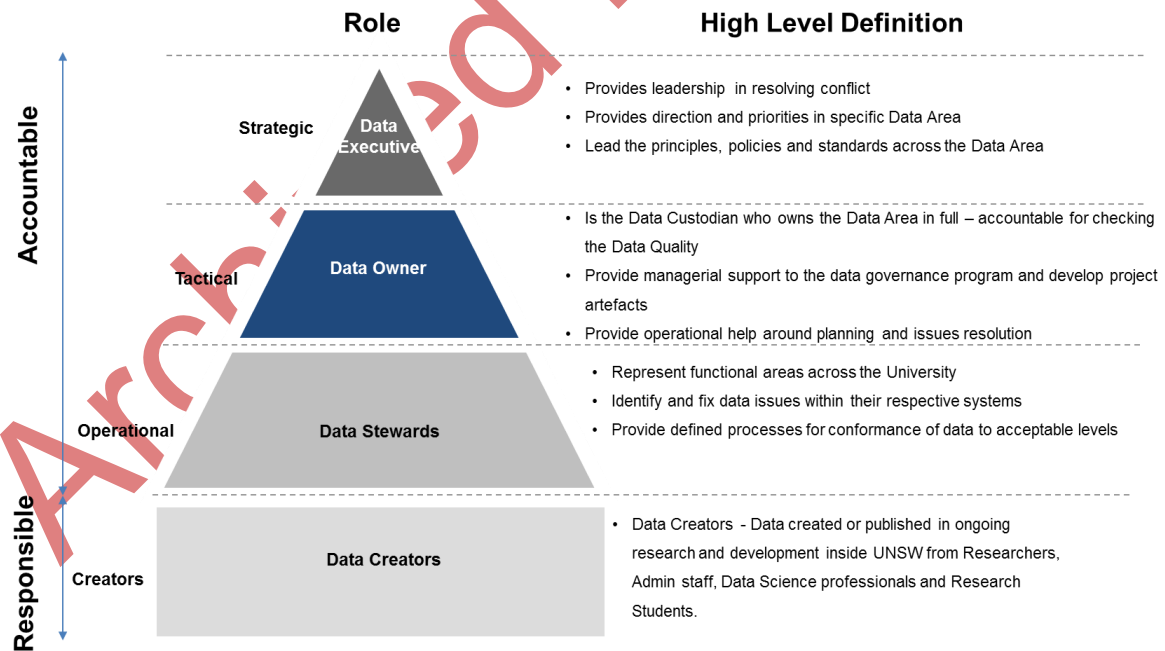 Role
High Level Definition
Accountable
Strategic
Data
Executive
• Provides leadership in resolving conflict
• Provides direction and priorities in specific Data Area
• Lead the principles, policies and standards across the Data Area
Tactical
Data Owner
• Is the Data Custodian who owns the Data Area in full – accountable for checking
the Data Quality
• Provide managerial support to the data governance program and develop project
artefacts
• Provide operational help around planning and issues resolution
Operational
Data Stewards
• Represent functional areas across the University
• Identify and fix data issues within their respective systems
• Provide defined processes for conformance of data to acceptable levels
Responsible
Creators
Data Creators
• Data Creators - Data created or published in ongoing
research and development inside UNSW from Researchers,
Admin staff, Data Science professionals and Research
Students.
Archived